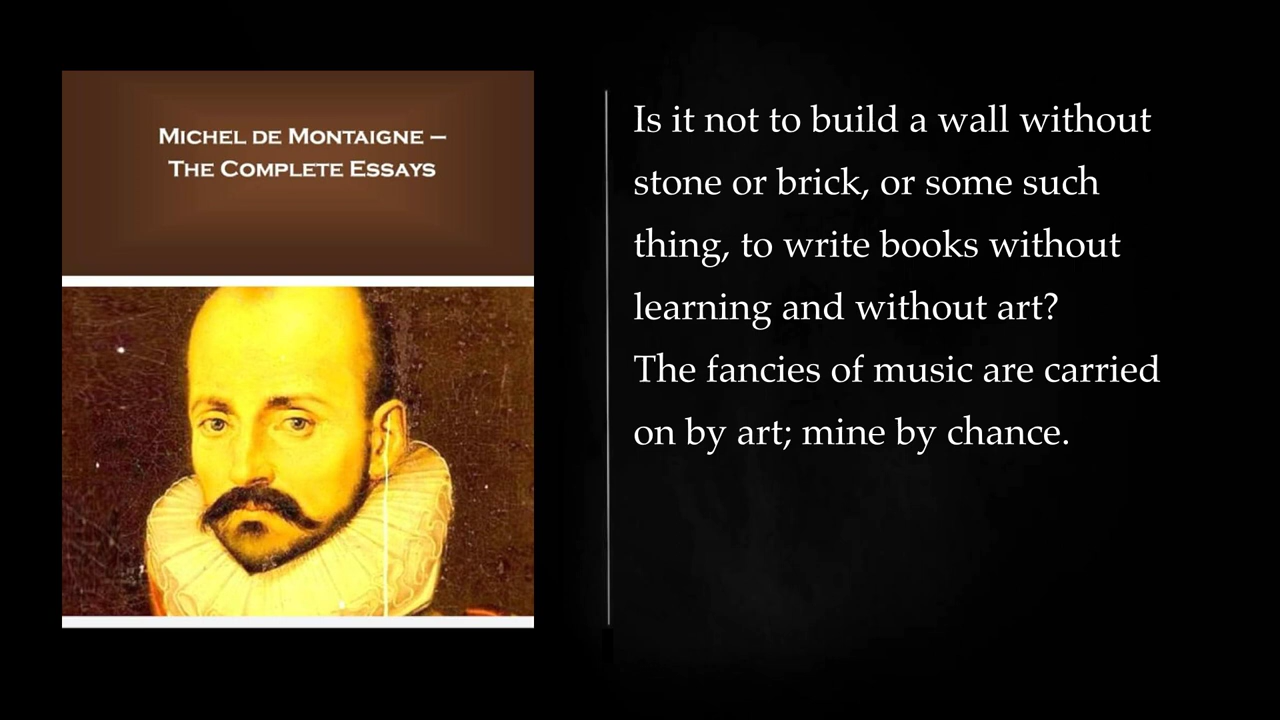 MICHEL DE MONTAIGNE –
THE COMPLETE ESSAYS
Is it not to build a wall without
stone or brick, or some such
thing, to write books without
learning and without art?
The fancies of music are carried
on by art; mine by chance.